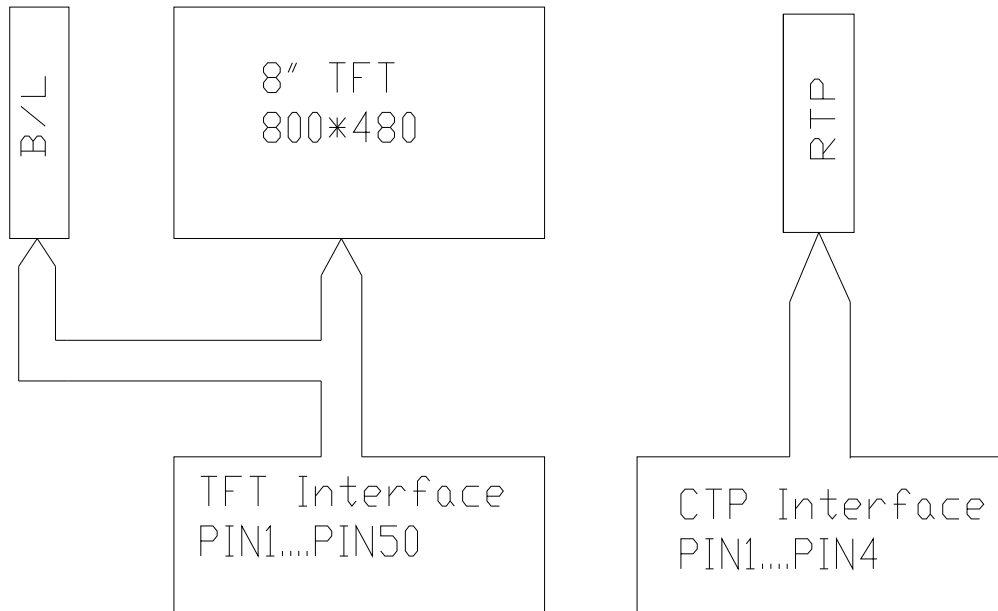 B/L
8″ TFT
800*480
RTP
TFT Interface
PIN1....PIN50
CTP Interface
PIN1....PIN4